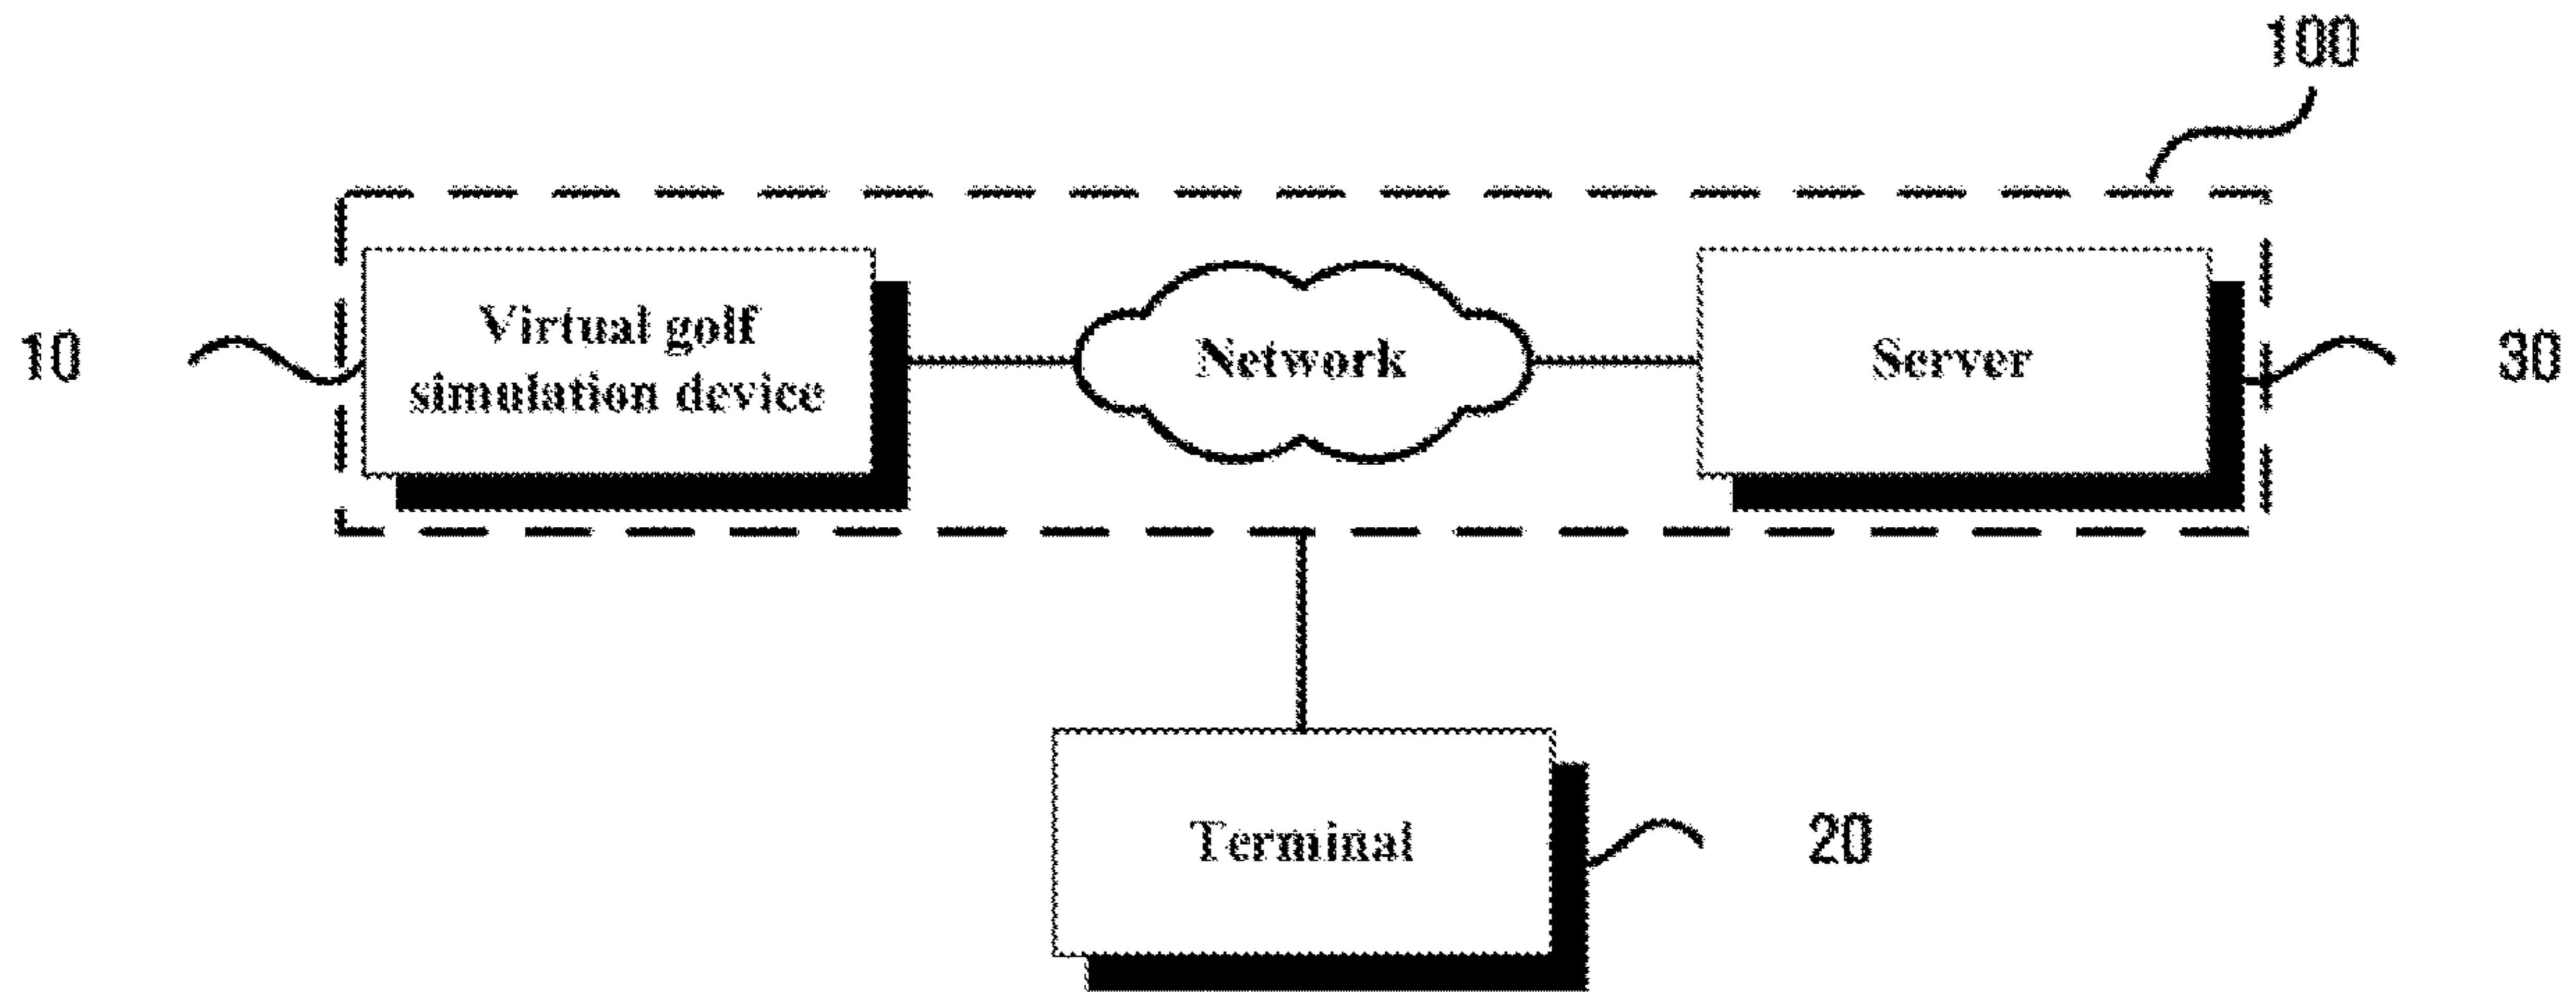 100
Virtual golf
simulation device
Network
Server
10
30
Terminal
20